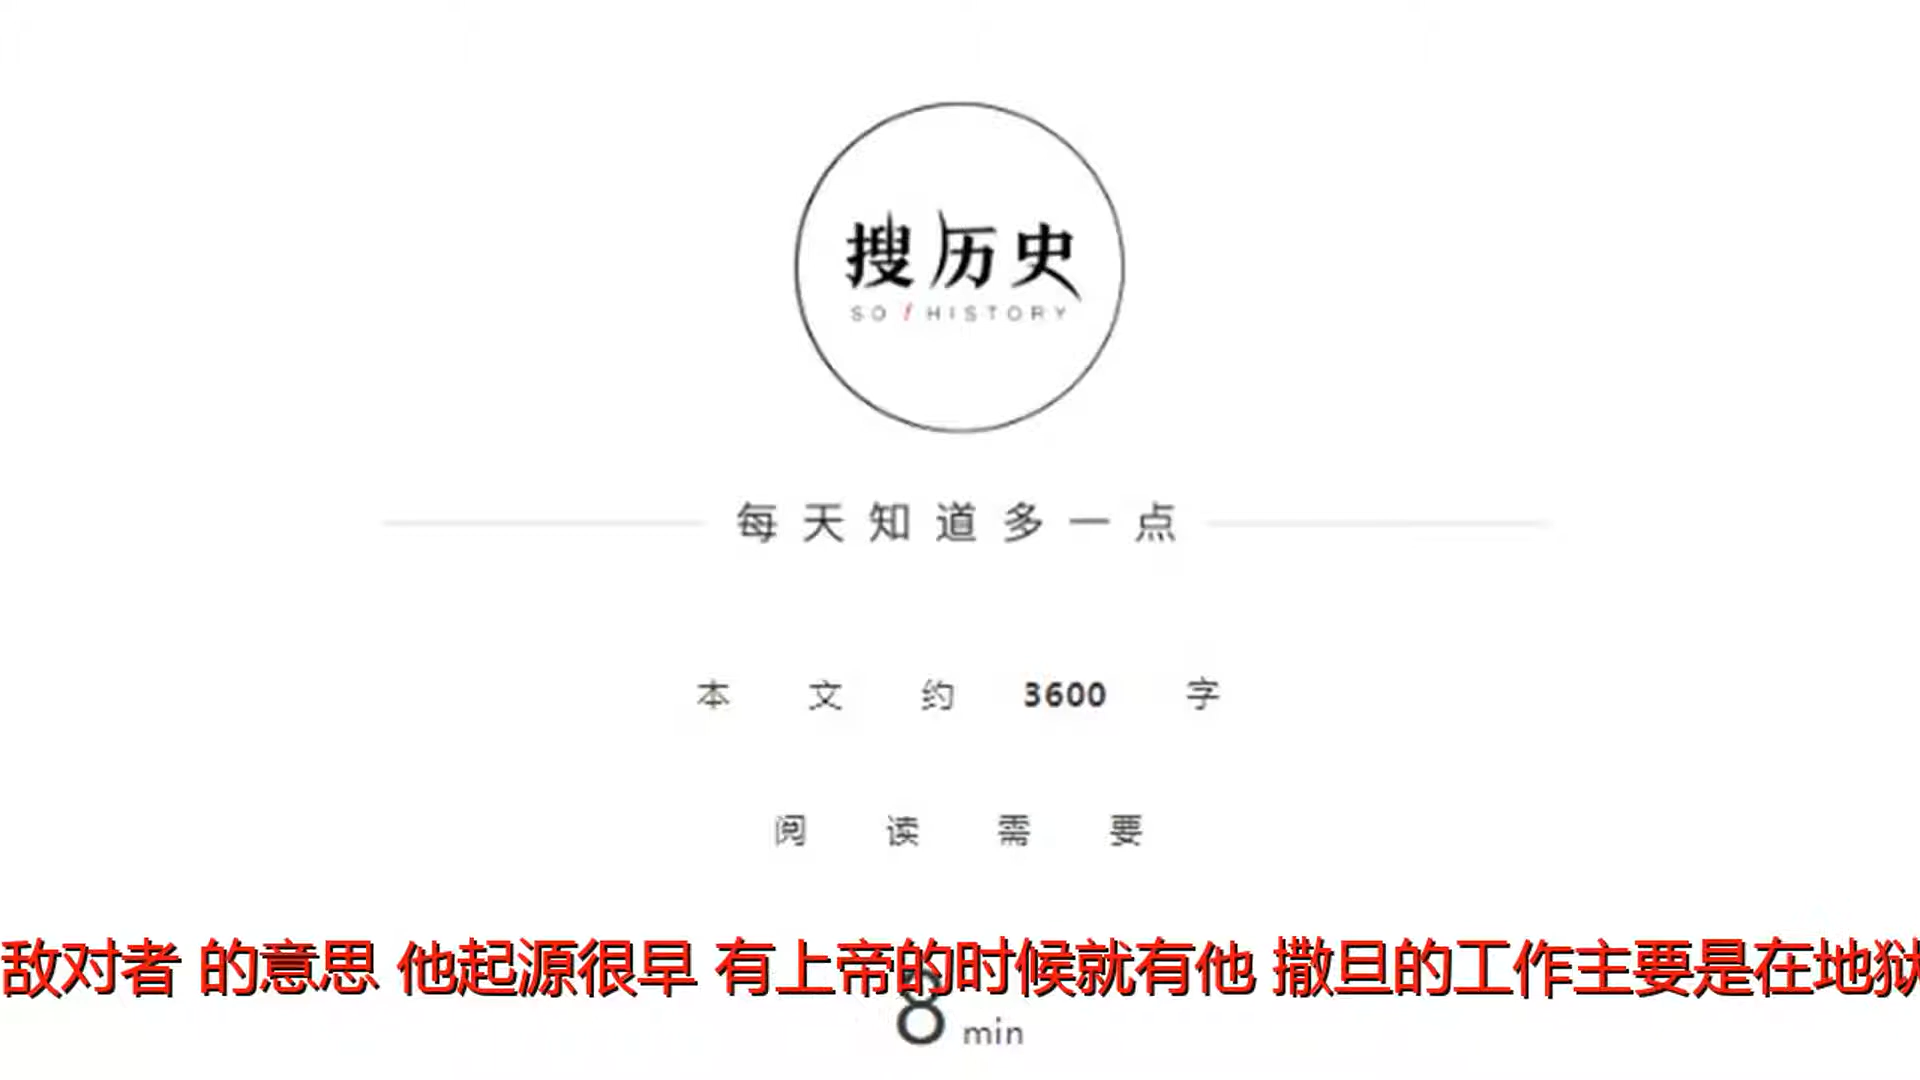 搜历史
SO / HISTORY
每天知道多一点
本文约3600字
阅读需要
敌对者 的意思 他起源很早 有上帝的时候就有他 撒旦的工作主要是在地狱
8 min